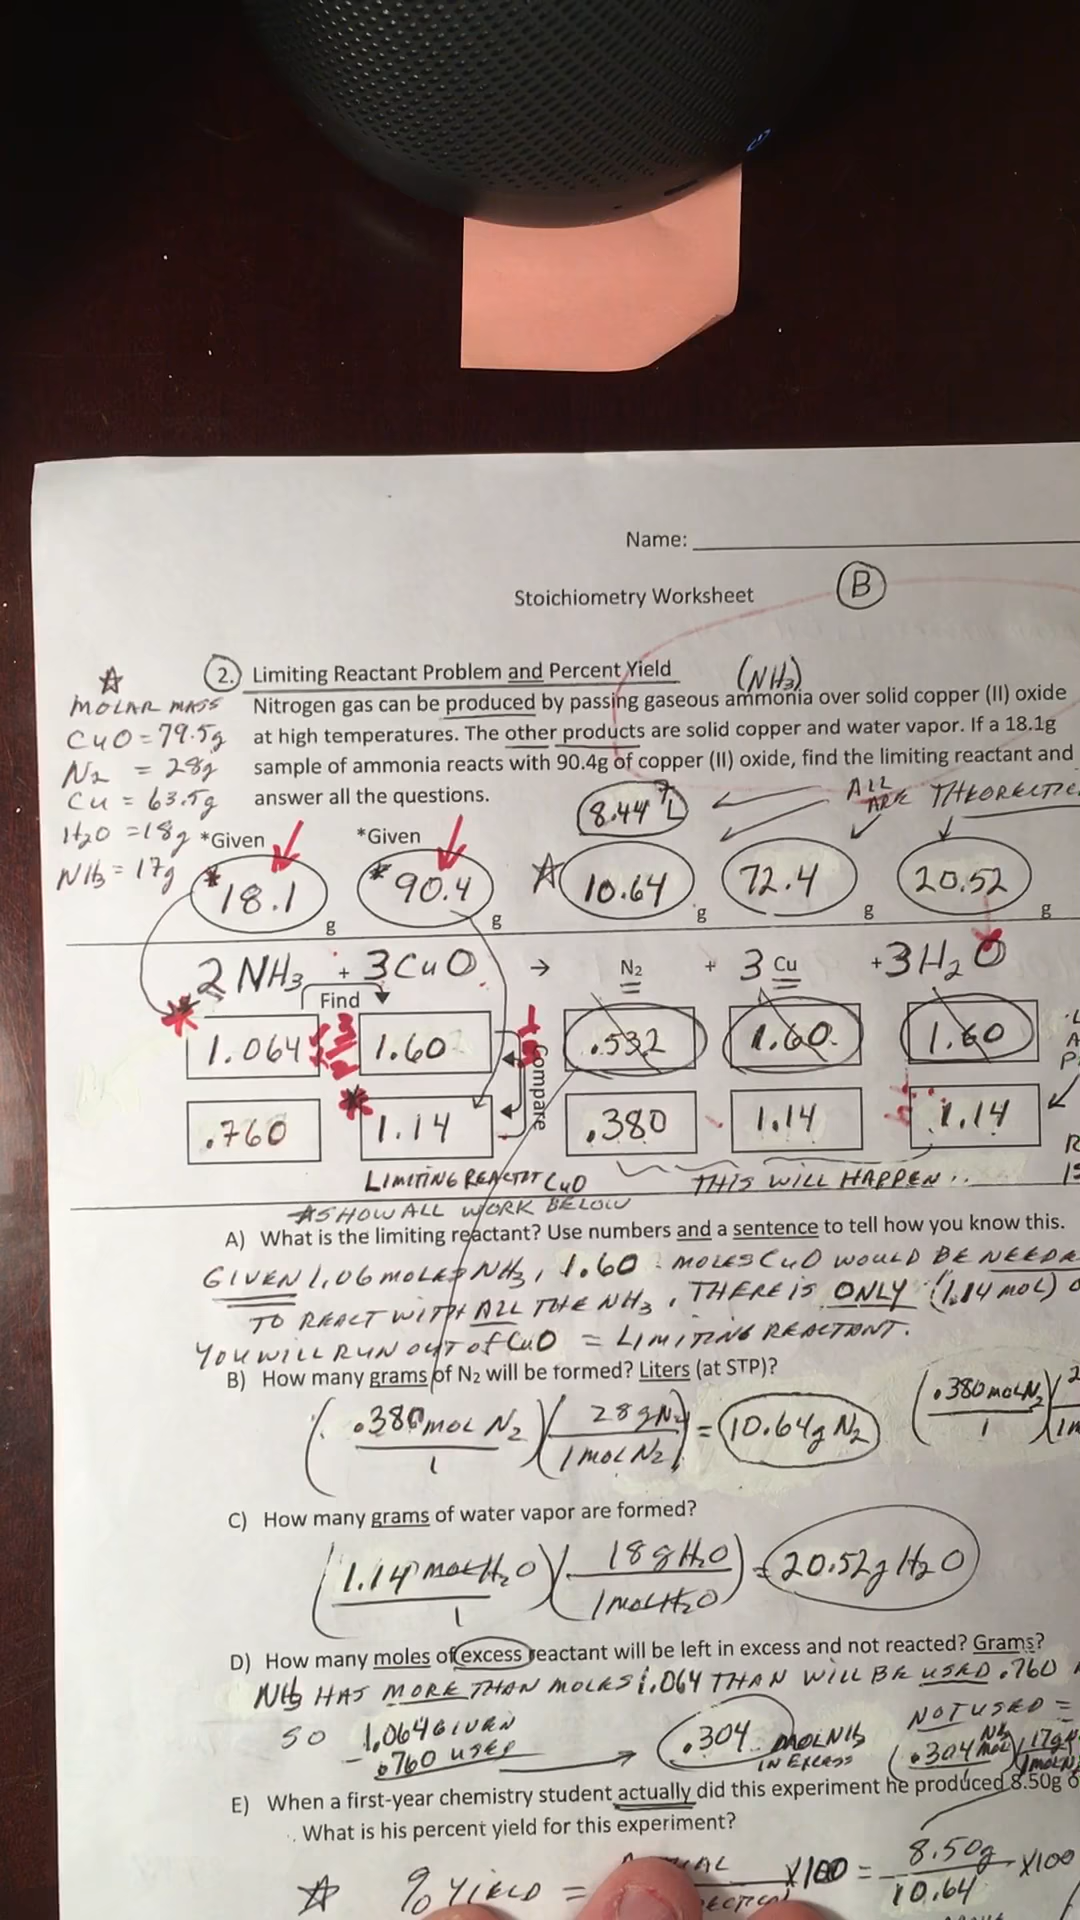 Name:
Stoichiometry Worksheet
B
2. Limiting Reactant Problem and Percent Yield
(NH3)
MOLAR MASS
CuO = 79.5g
N2 = 28g
Cu = 63.5g
H2O = 18g
NH3 = 17g
Nitrogen gas can be produced by passing gaseous ammonia over solid copper (II) oxide
at high temperatures. The other products are solid copper and water vapor. If a 18.1g
sample of ammonia reacts with 90.4g of copper (II) oxide, find the limiting reactant and
answer all the questions.
8.44 L
ALL ARE
*Given
*Given
*18.1 g
*90.4 g
10.64 g
72.4 g
20.52 g
2 NH3 + 3 CuO → N2 + 3 Cu + 3 H2O
Find
1.064
3/2
1.60
.532
1.60
1.60
Compare
.760
1.14
.380
1.14
1.14
LIMITING REACTNT CuO
THIS WILL HAPPEN..
SHOW ALL WORK BELOW
A) What is the limiting reactant? Use numbers and a sentence to tell how you know this.
GIVEN 1.06 MOLES NH3, 1.60 MOLES CuO WOULD BE
TO REACT WITH ALL THE NH3. THERE IS ONLY (1.14 MOL)
YOU WILL RUN OUT of CuO = LIMITING REACTANT.
B) How many grams of N2 will be formed? Liters (at STP)?
(.380 MOL N2 / 1)(28 g N2 / 1 MOL N2) = 10.64g N2 (.380 MOL N2 / 1)
C) How many grams of water vapor are formed?
(1.14 MOL H2O / 1)(18 g H2O / 1 MOL H2O) = 20.52g H2O
D) How many moles of excess reactant will be left in excess and not reacted? Grams?
NH3 HAS MORE THAN MOLES 1.064 THAN WILL BE USED .760
SO 1.064 GIVEN
- .760 USED
.304 MOL NH3
IN EXCESS
NOT USED =
(.304 MOL NH3)
E) When a first-year chemistry student actually did this experiment he produced 8.50g
What is his percent yield for this experiment?
% YIELD = X100 = 8.50g / 10.64 X100